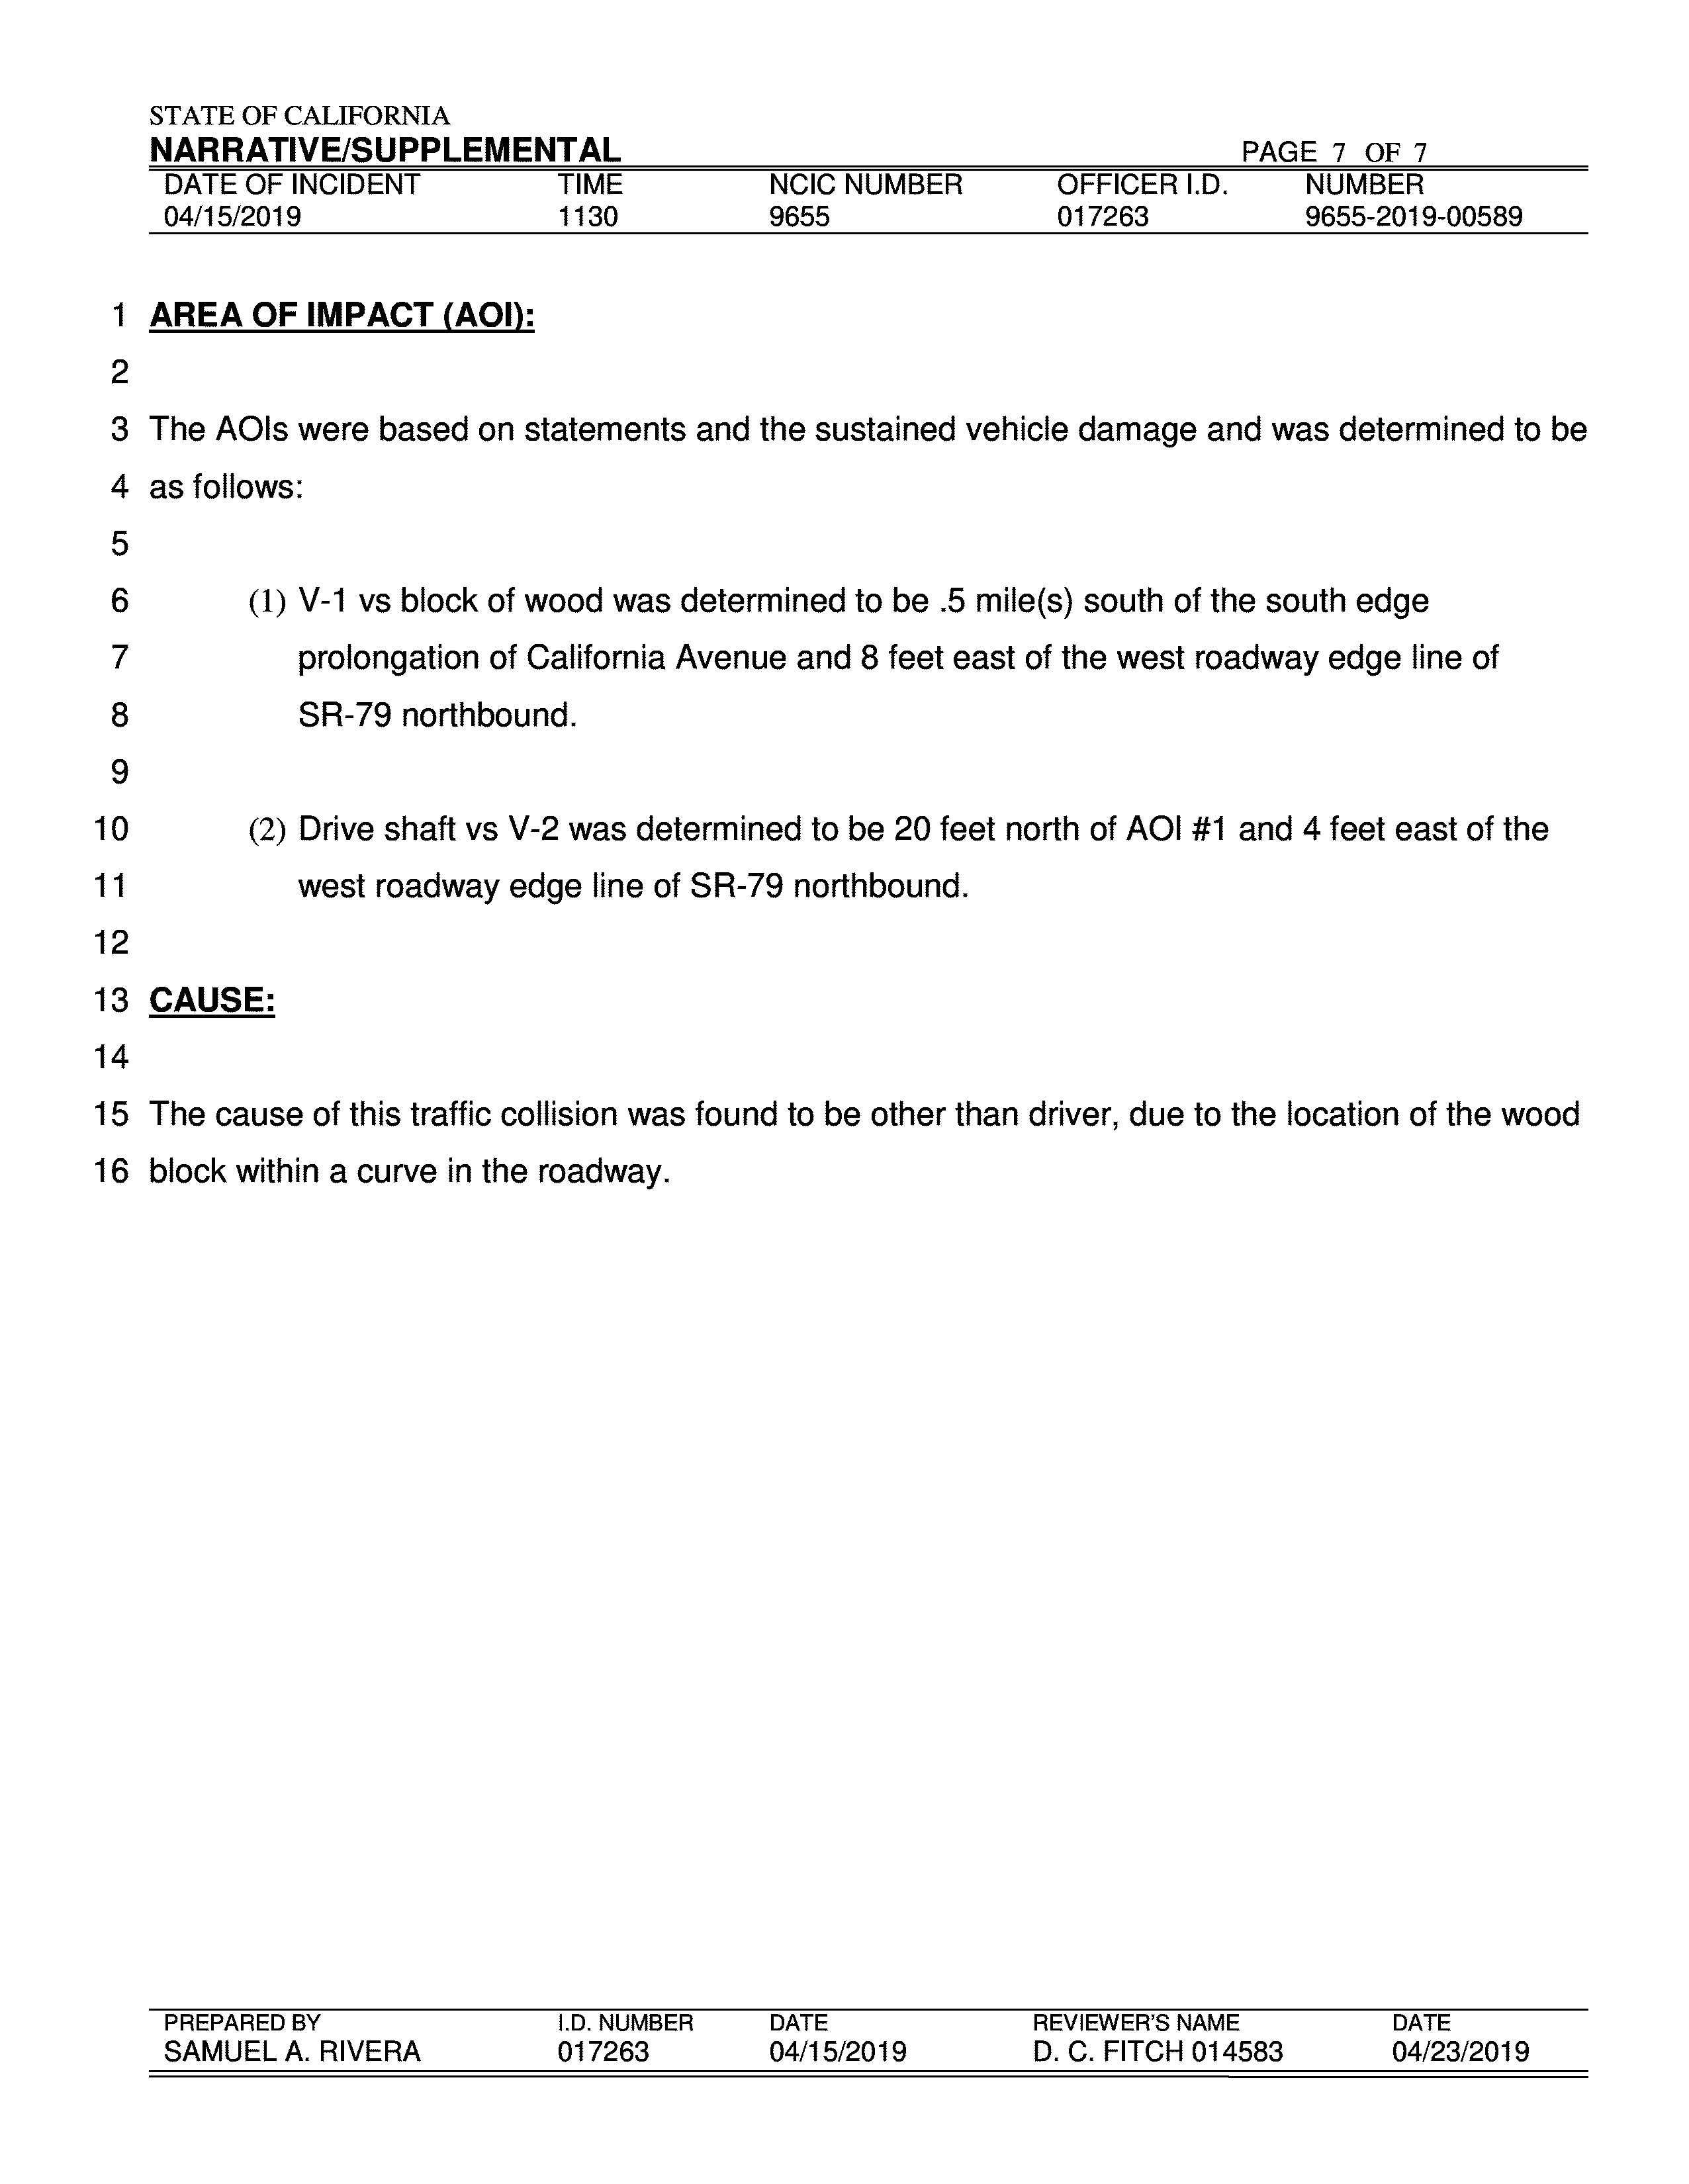 STATE OF CALIFORNIA
NARRATIVE/SUPPLEMENTAL PAGE 7 OF 7
DATE OF INCIDENT TIME NCIC NUMBER OFFICER I.D. NUMBER
04/15/2019 1130 9655 017263 9655-2019-00589
1 AREA OF IMPACT (AOI):
2
3 The AOIs were based on statements and the sustained vehicle damage and was determined to be
4 as follows:
5
6 (1) V-1 vs block of wood was determined to be .5 mile(s) south of the south edge
7 prolongation of California Avenue and 8 feet east of the west roadway edge line of
8 SR-79 northbound.
9
10 (2) Drive shaft vs V-2 was determined to be 20 feet north of AOI #1 and 4 feet east of the
11 west roadway edge line of SR-79 northbound.
12
13 CAUSE:
14
15 The cause of this traffic collision was found to be other than driver, due to the location of the wood
16 block within a curve in the roadway.
PREPARED BY I.D. NUMBER DATE REVIEWER'S NAME DATE
SAMUEL A. RIVERA 017263 04/15/2019 D. C. FITCH 014583 04/23/2019